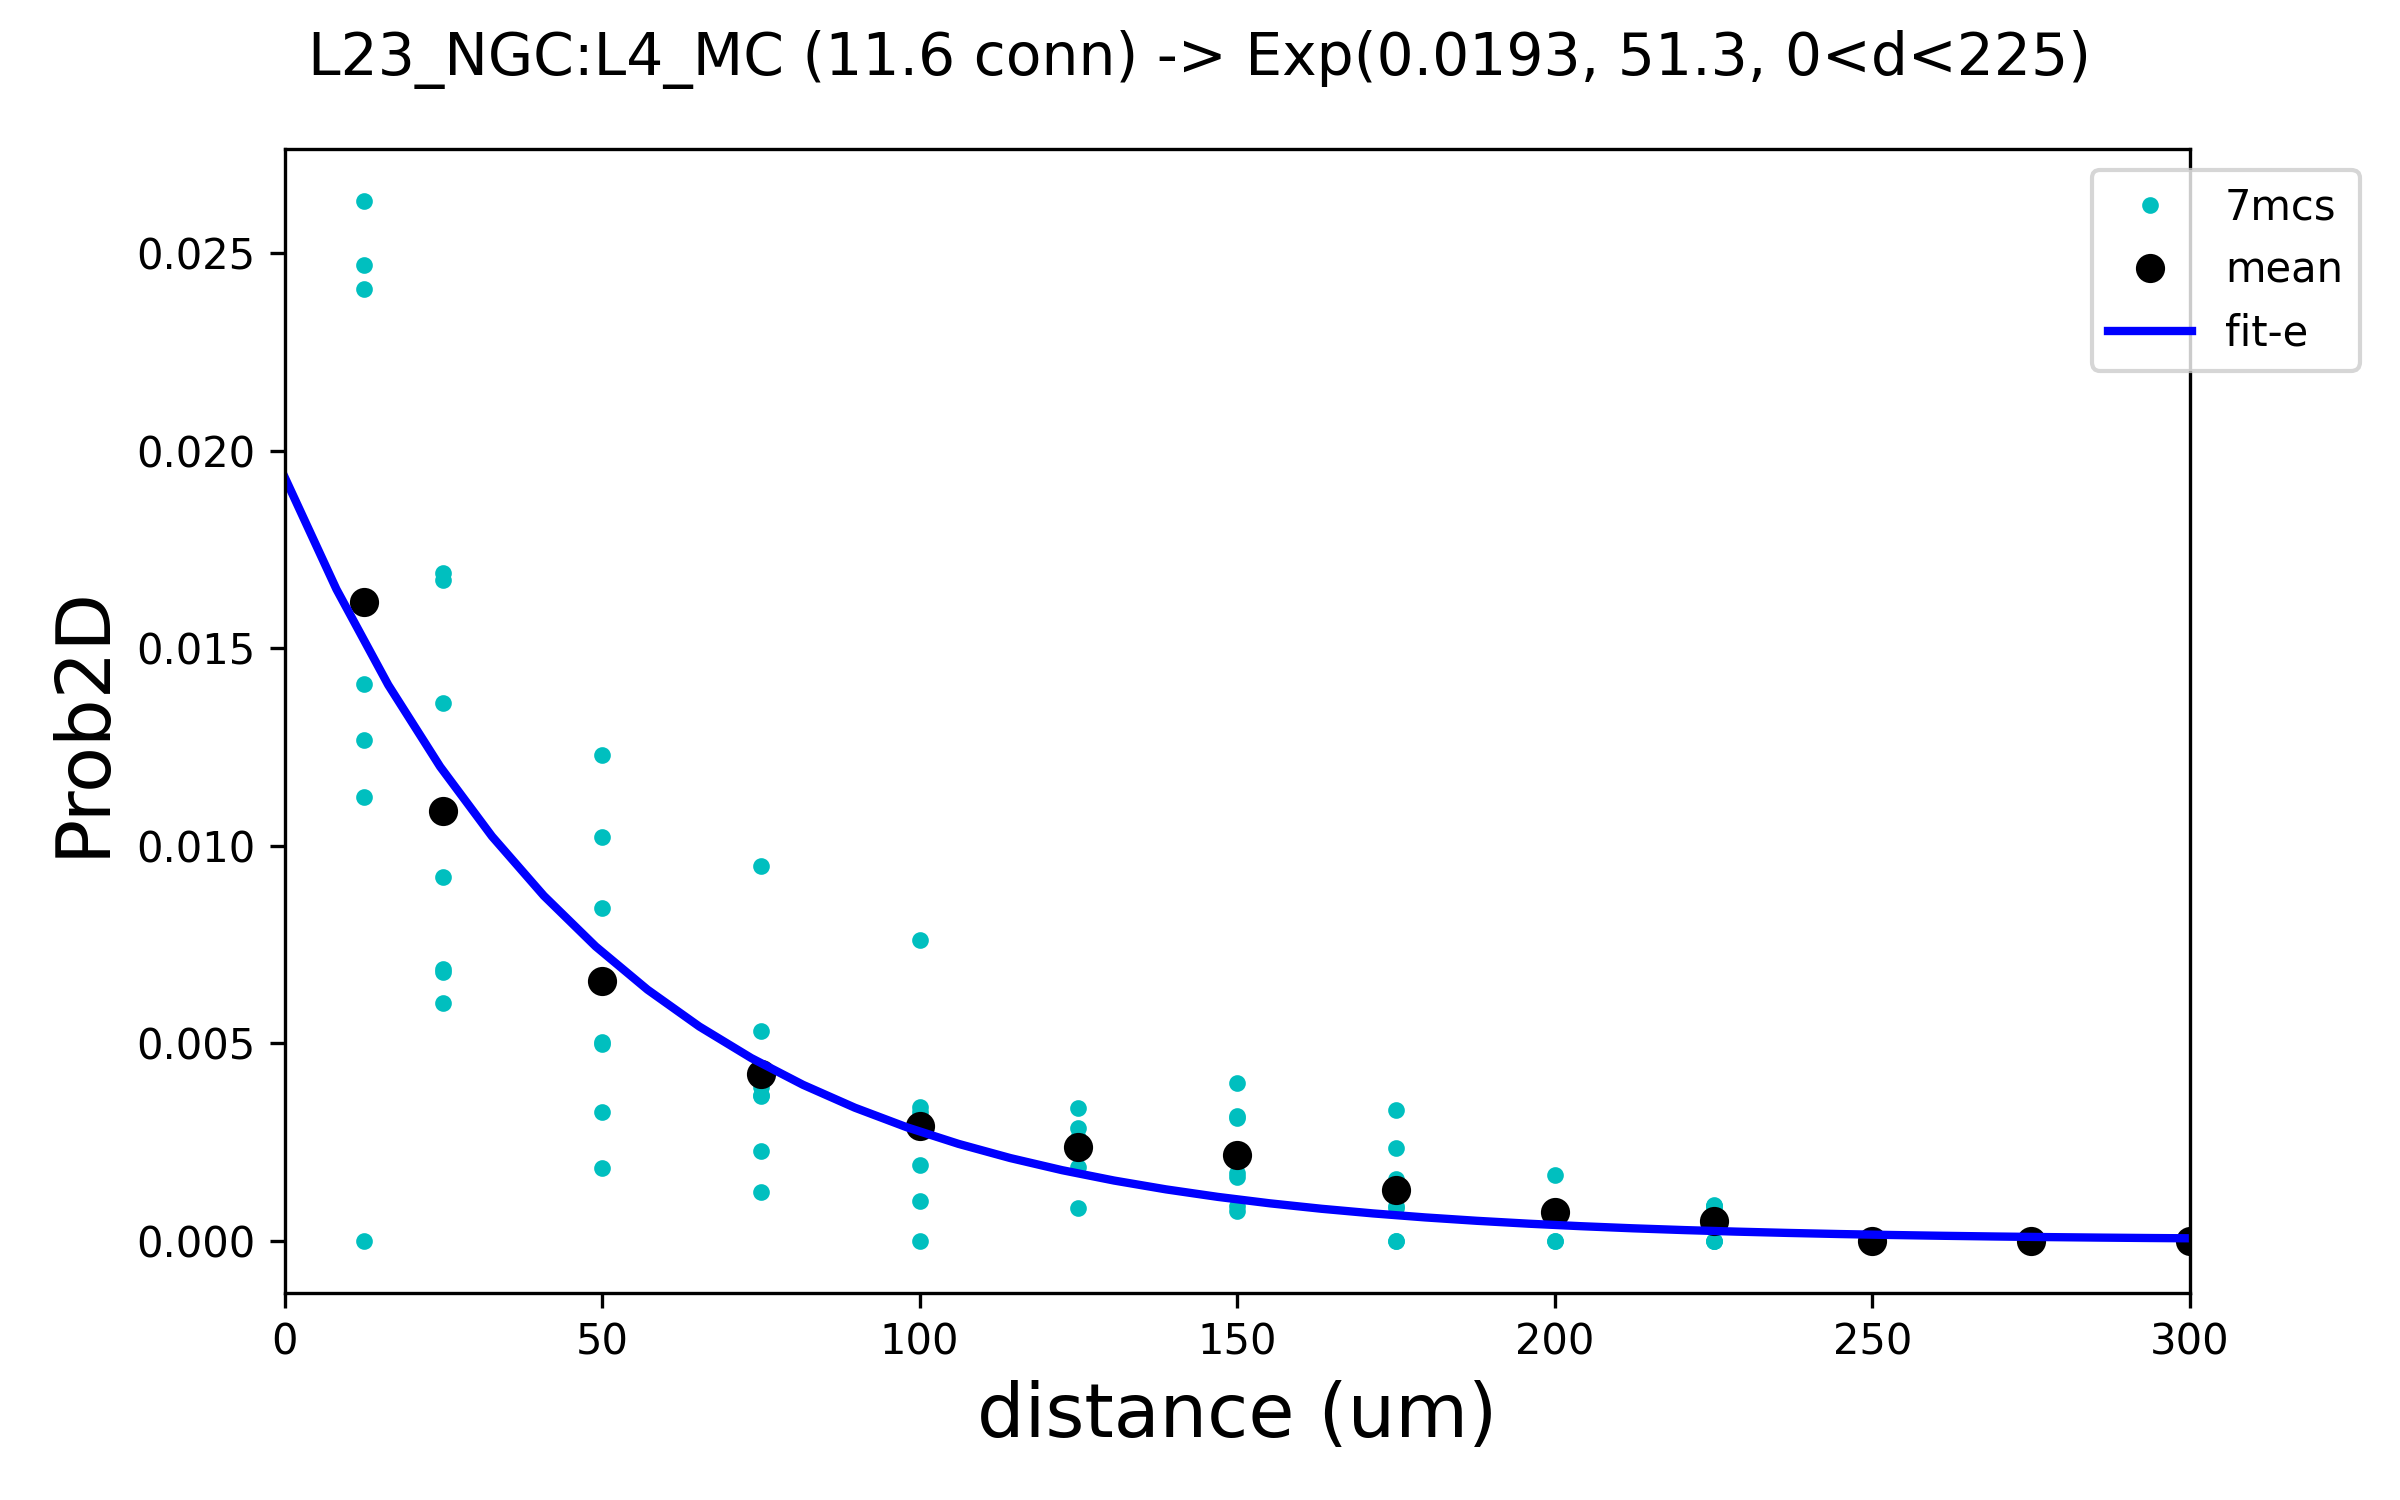 L23_NGC:L4_MC (11.6 conn) -> Exp(0.0193, 51.3, 0<d<225)
7mcs
mean
fit-e
Prob2D
0.025
0.020
0.015
0.010
0.005
0.000
0 50 100 150 200 250 300
distance (um)